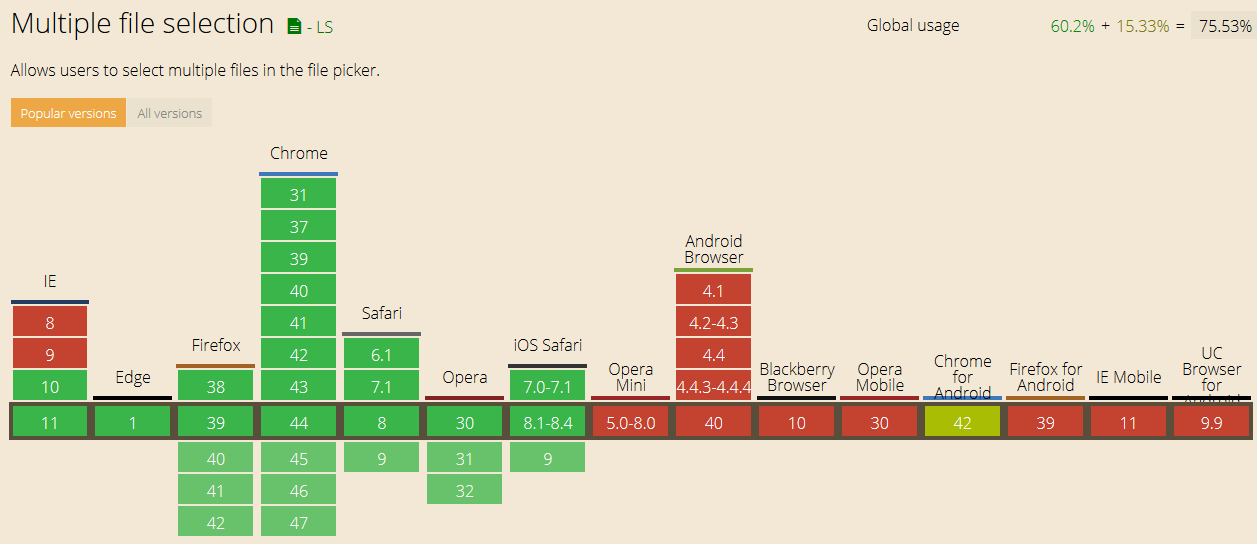 Multiple file selection - LS
Global usage 60.2% + 15.33% = 75.53%
Allows users to select multiple files in the file picker.
Popular versions All versions
IE
8
9
10
11
Edge
1
Firefox
38
39
40
41
42
Chrome
31
37
39
40
41
42
43
44
45
46
47
Safari
6.1
7.1
8
9
Opera
30
31
32
iOS Safari
7.0-7.1
8.1-8.4
9
Opera
Mini
5.0-8.0
Android
Browser
4.1
4.2-4.3
4.4
4.4.3-4.4.4
40
Blackberry
Browser
10
Opera
Mobile
30
Chrome
for
Android
42
Firefox for
Android
39
IE Mobile
11
UC
Browser
for
Android
9.9